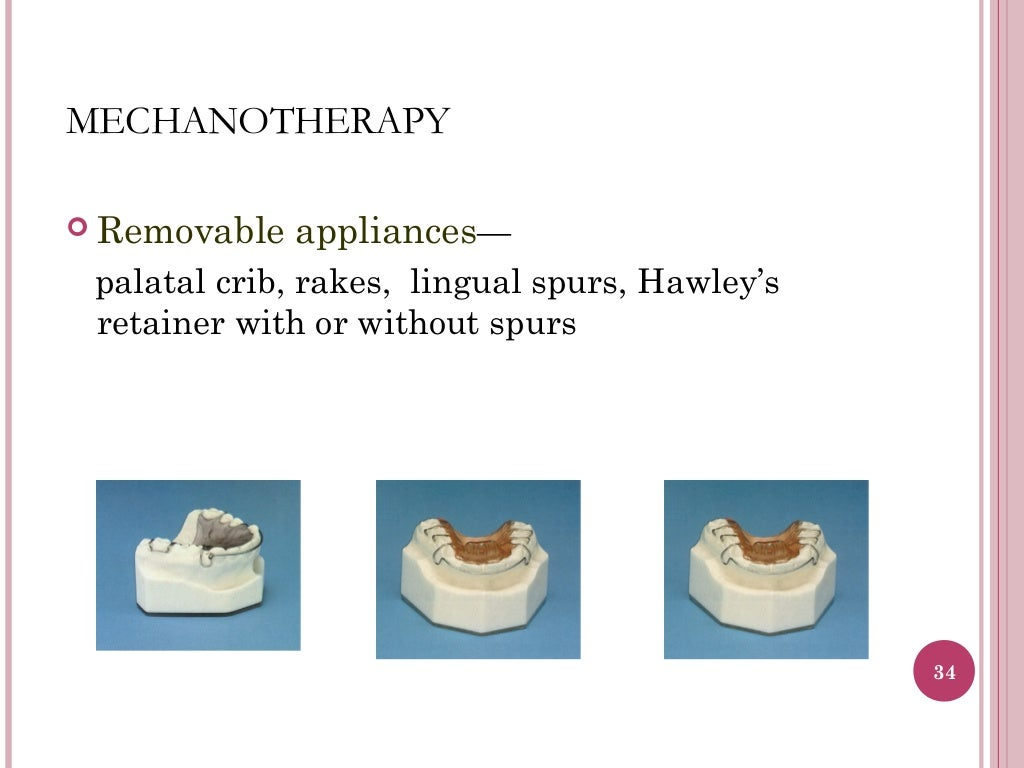 MECHANOTHERAPY
Removable appliances—
palatal crib, rakes,  lingual spurs, Hawley’s
retainer with or without spurs
34